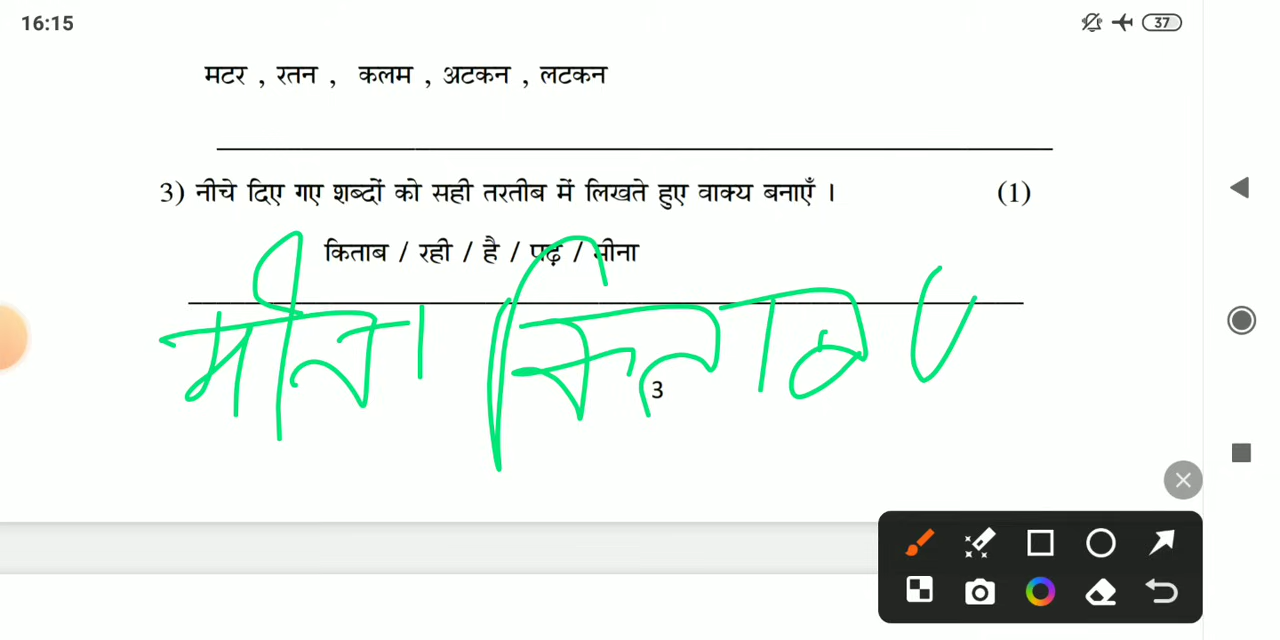 16:15
37
मटर , रतन , कलम , अटकन , लटकन
3) नीचे दिए गए शब्दों को सही तरतीब में लिखते हुए वाक्य बनाएँ । (1)
किताब / रही / है / पढ़ / मीना
मीना किताब
3